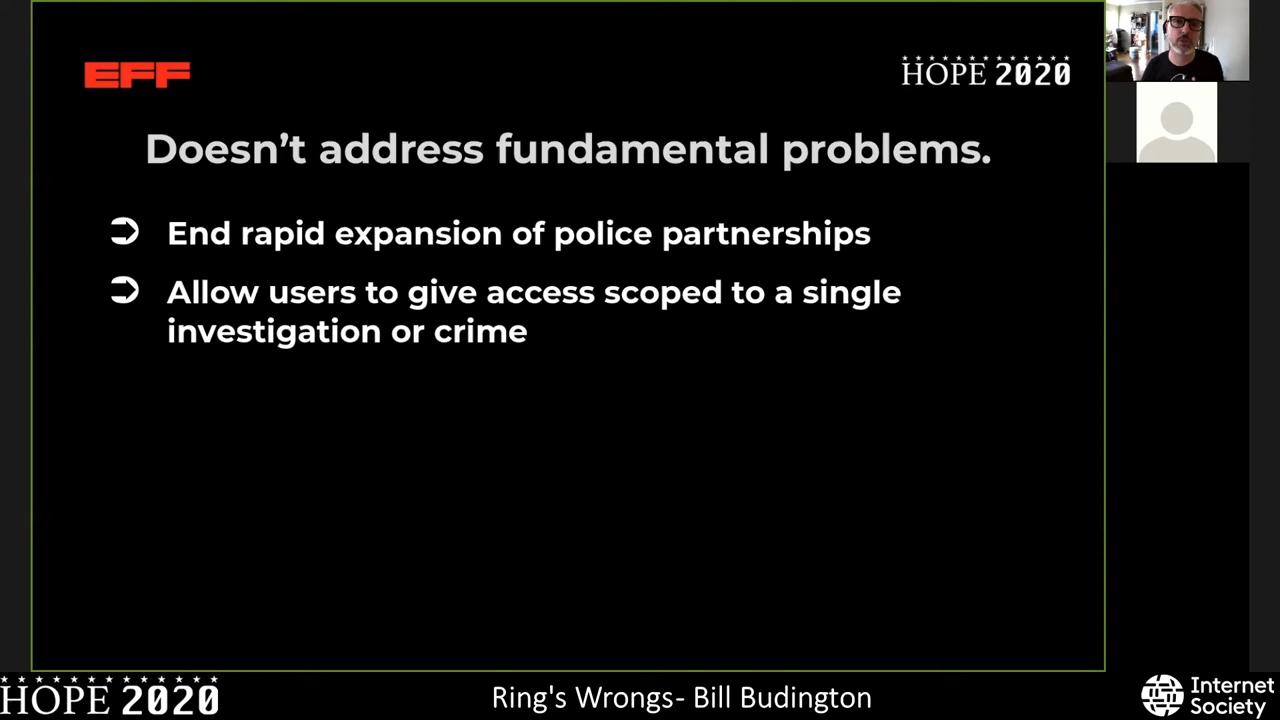 EFF
HOPE 2020
Doesn't address fundamental problems.
➲ End rapid expansion of police partnerships
➲ Allow users to give access scoped to a single
investigation or crime
HOPE 2020
Ring's Wrongs- Bill Budington
Internet
Society